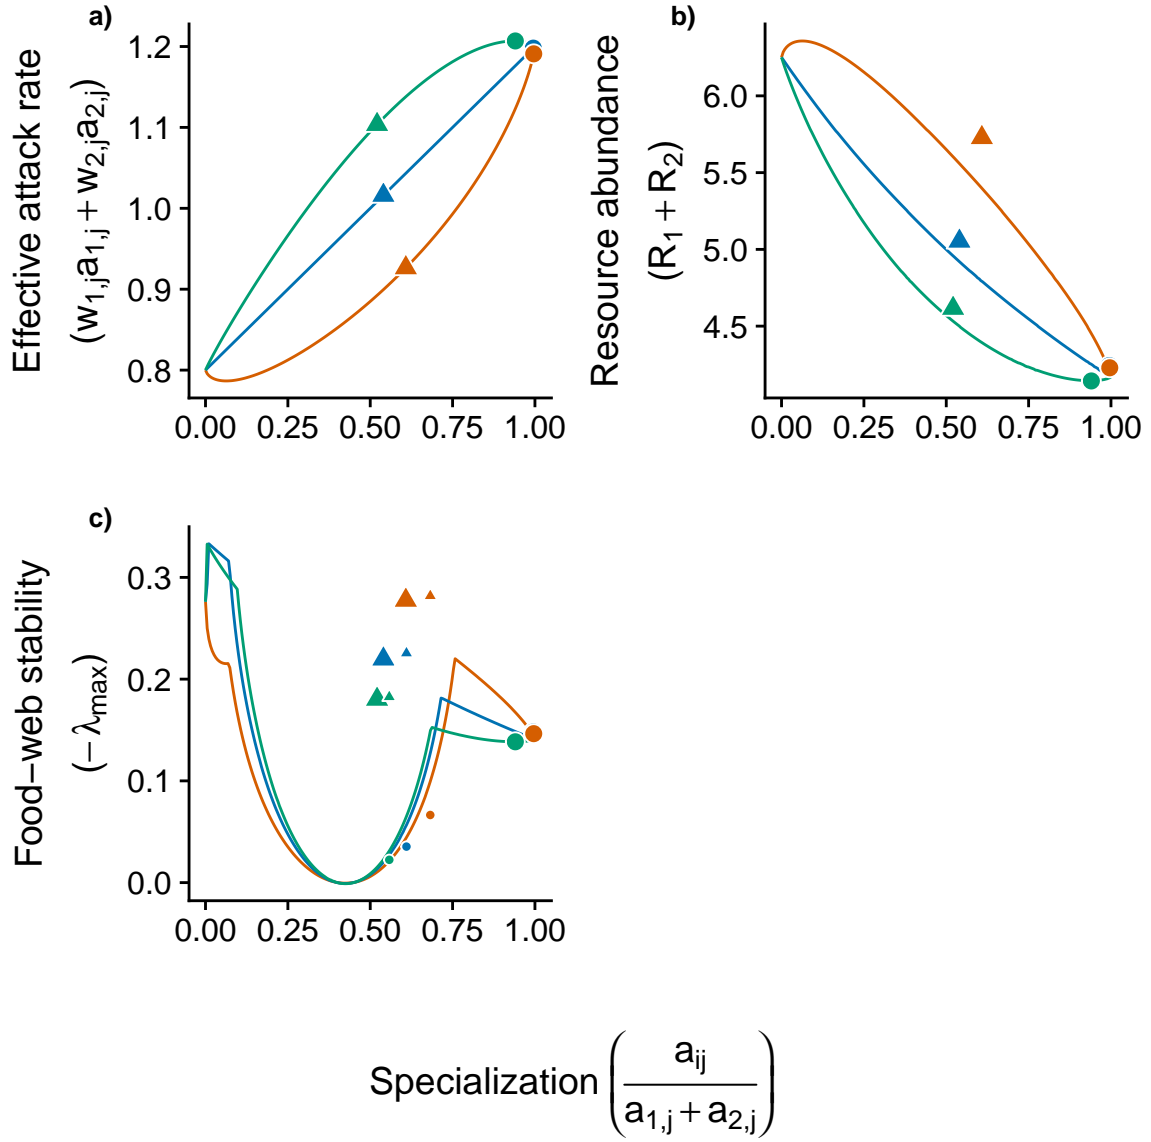 a)
Effective attack rate
(w1,ja1,j + w2,ja2,j)
1.2
1.1
1.0
0.9
0.8
0.00 0.25 0.50 0.75 1.00
b)
Resource abundance
(R1 + R2)
6.0
5.5
5.0
4.5
0.00 0.25 0.50 0.75 1.00
c)
Food−web stability
(− λmax)
0.3
0.2
0.1
0.0
0.00 0.25 0.50 0.75 1.00
Specialization (aij / a1,j + a2,j)